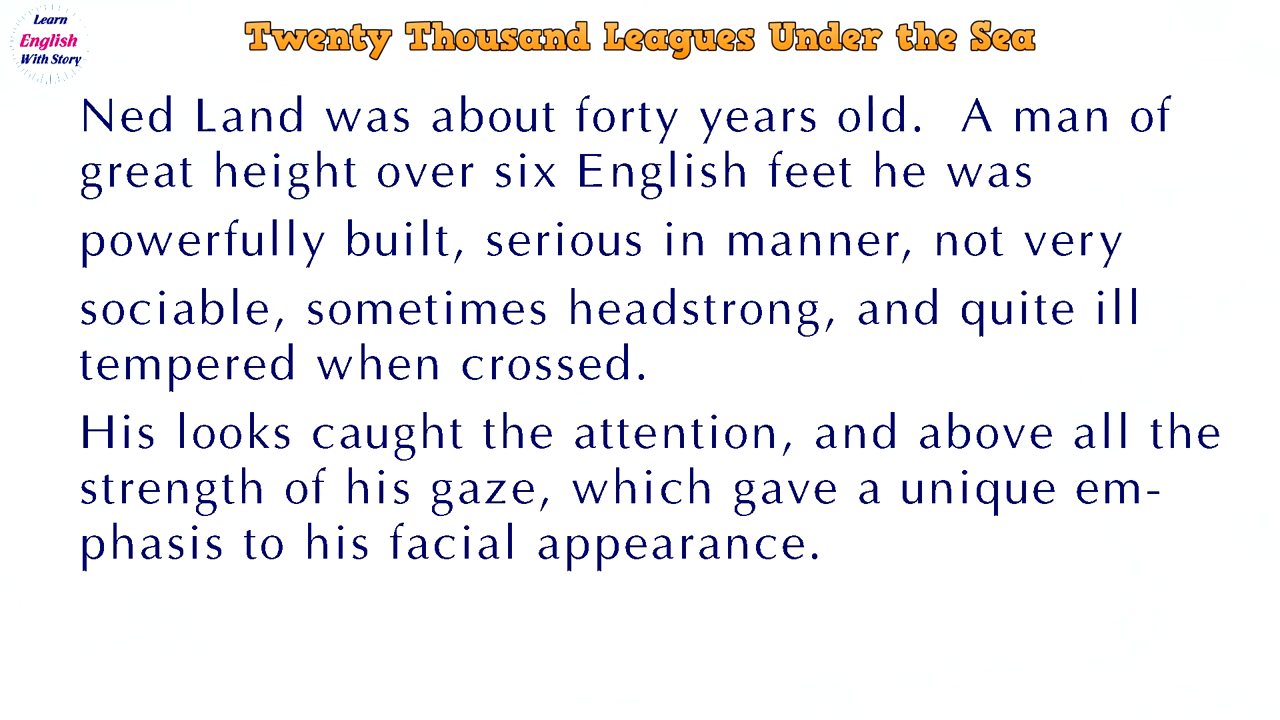 Learn
English
With Story
Twenty Thousand Leagues Under the Sea
Ned Land was about forty years old.  A man of
great height over six English feet he was
powerfully built, serious in manner, not very
sociable, sometimes headstrong, and quite ill
tempered when crossed.
His looks caught the attention, and above all the
strength of his gaze, which gave a unique em-
phasis to his facial appearance.